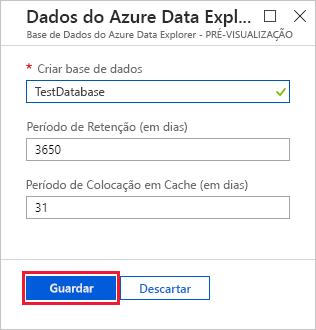 Dados do Azure Data Expl...
Base de Dados do Azure Data Explorer - PRÉ-VISUALIZAÇÃO
* Criar base de dados
TestDatabase
Período de Retenção (em dias)
3650
Período de Colocação em Cache (em dias)
31
Guardar Descartar